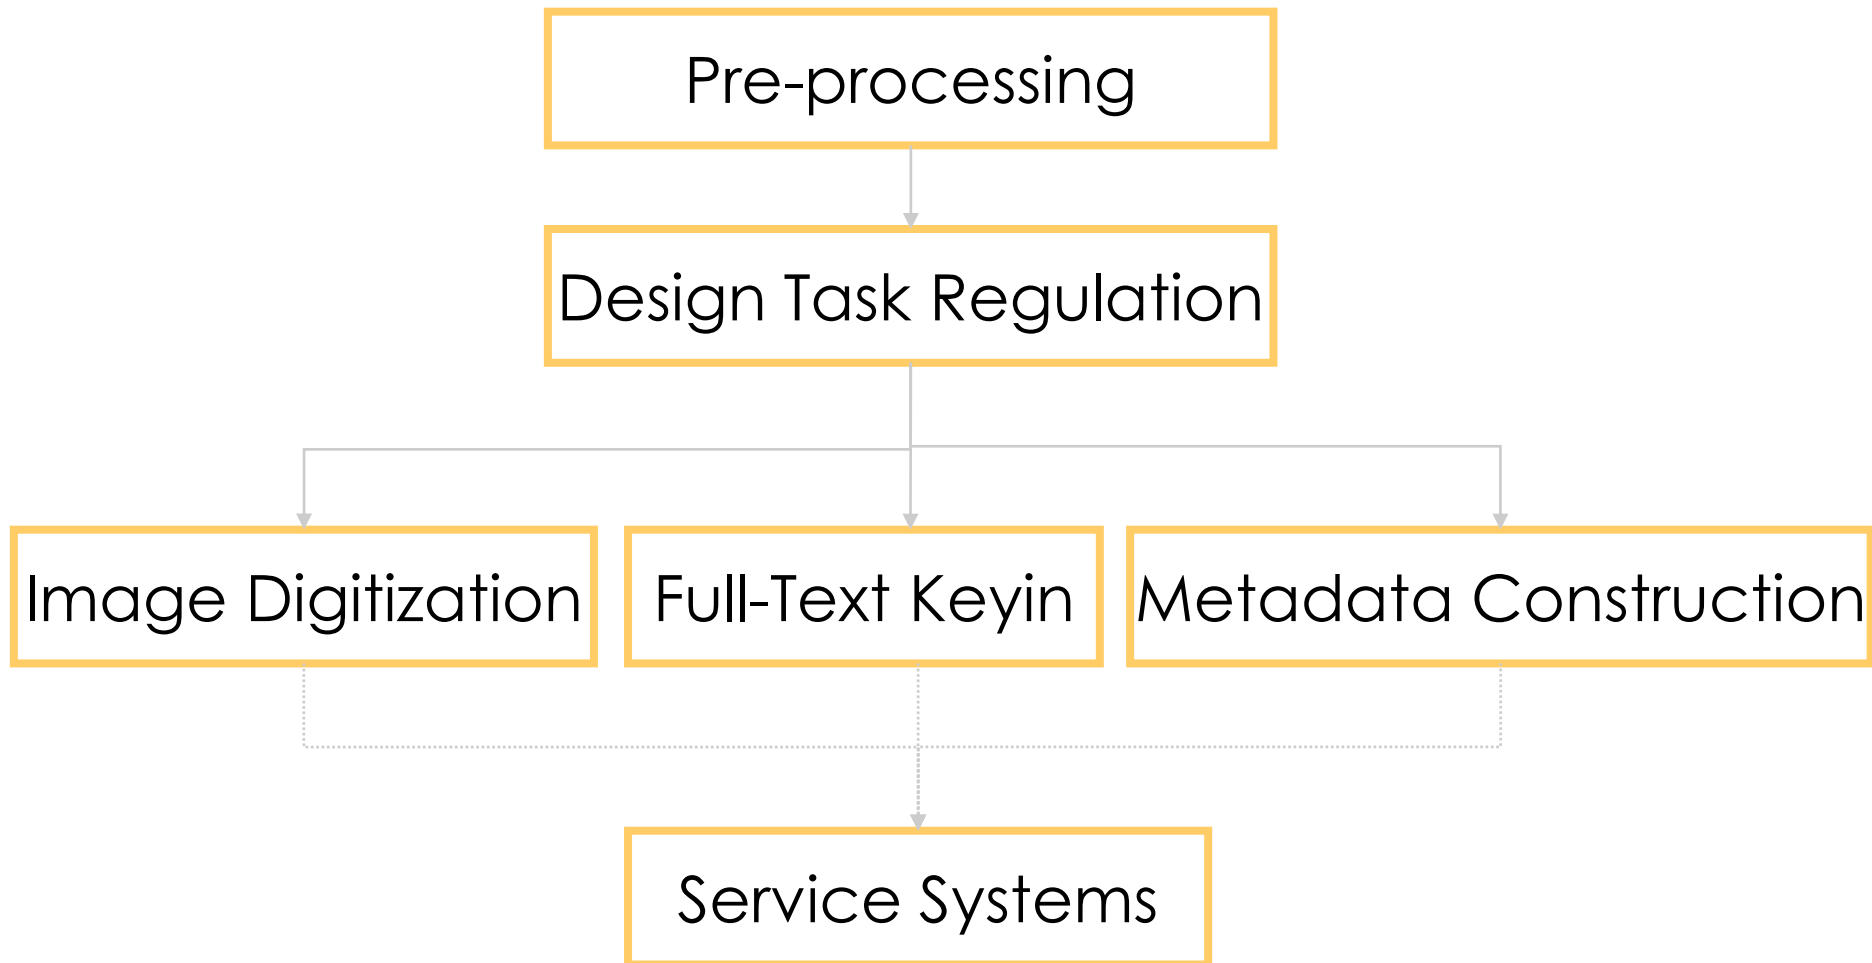 Pre-processing
Design Task Regulation
Image Digitization
Full-Text Keyin
Metadata Construction
Service Systems